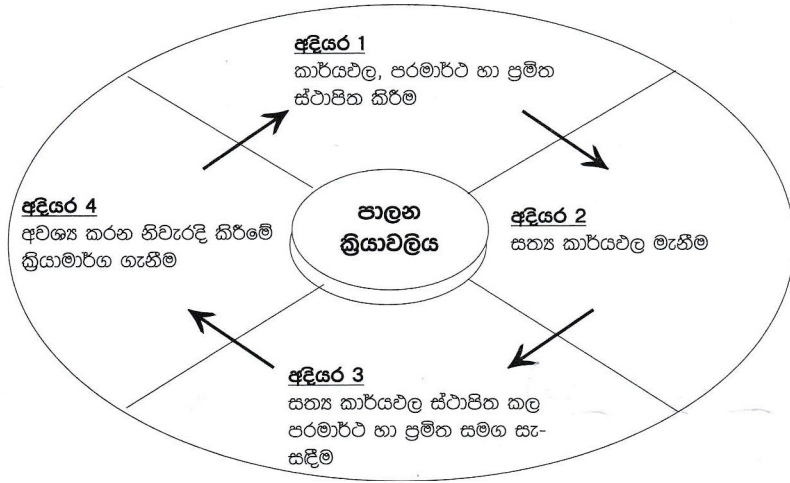 අදියර 1
කාර්යඵල, පරමාර්ථ හා ප්‍රමිත
ස්ථාපිත කිරීම
පාලන
ක්‍රියාවලිය
අදියර 2
සත්‍ය කාර්යඵල මැනීම
අදියර 3
සත්‍ය කාර්යඵල ස්ථාපිත කල
පරමාර්ථ හා ප්‍රමිත සමග සැ-
සඳීම
අදියර 4
අවශ්‍ය කරන නිවැරදි කිරීමේ
ක්‍රියාමාර්ග ගැනීම